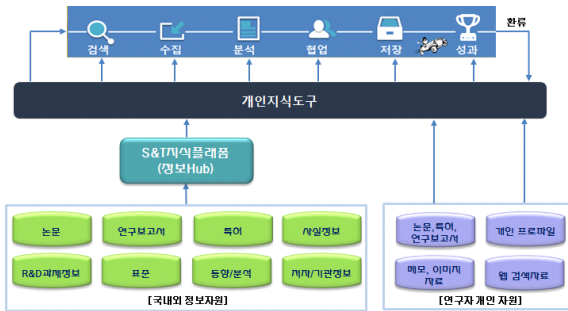 환류
검색 수집 분석 협업 저장 성과
개인지식도구
S&T지식플래폼
(정보Hub)
논문 연구보고서 특허 사실정보
R&D과제정보 표준 동향/분석 저자/기관정보
[국내외 정보자원]
논문,특허,
연구보고서
개인 프로파일
메모, 이미지
자료
웹 검색자료
[연구자 개인 자원]